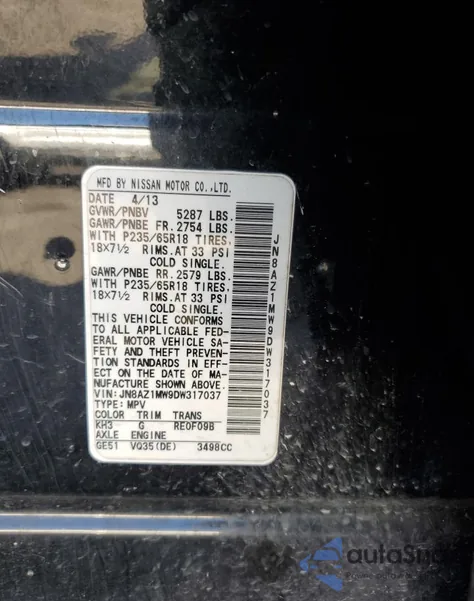 MFD BY NISSAN MOTOR CO.,LTD.
DATE 4/13
GVWR/PNBV 5287 LBS.
GAWR/PNBE FR. 2754 LBS.
WITH P235/65R18 TIRES,
18X7½ RIMS.AT 33 PSI
COLD SINGLE.
GAWR/PNBE RR. 2579 LBS.
WITH P235/65R18 TIRES,
18X7½ RIMS.AT 33 PSI
COLD SINGLE.
THIS VEHICLE CONFORMS
TO ALL APPLICABLE FED-
ERAL MOTOR VEHICLE SA-
FETY AND THEFT PREVEN-
TION STANDARDS IN EFF-
ECT ON THE DATE OF MA-
NUFACTURE SHOWN ABOVE.
VIN: JN8AZ1MW9DW317037
TYPE: MPV
COLOR TRIM TRANS
KH3 G RE0F09B
AXLE ENGINE
GE51 VQ35(DE) 3498CC
JN8AZ1MW9DW317037